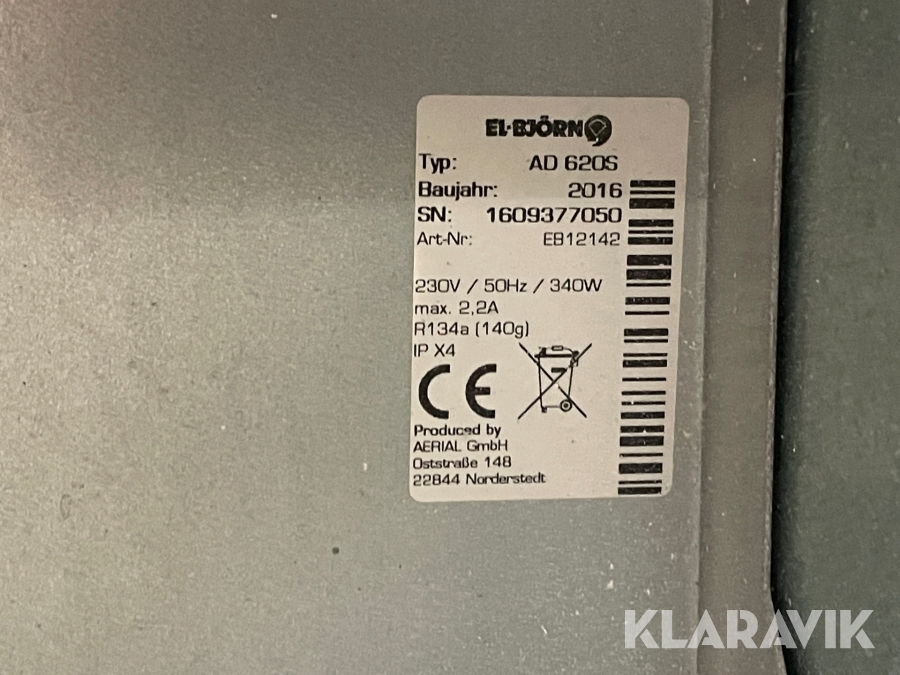 EL-BJÖRN
Typ: AD 620S
Baujahr: 2016
SN: 1609377050
Art-Nr: EB12142
230V / 50Hz / 340W
max. 2,2A
R134a (140g)
IP X4
CE
Produced by
AERIAL GmbH
Oststraße 148
22844 Norderstedt
KLARAVIK